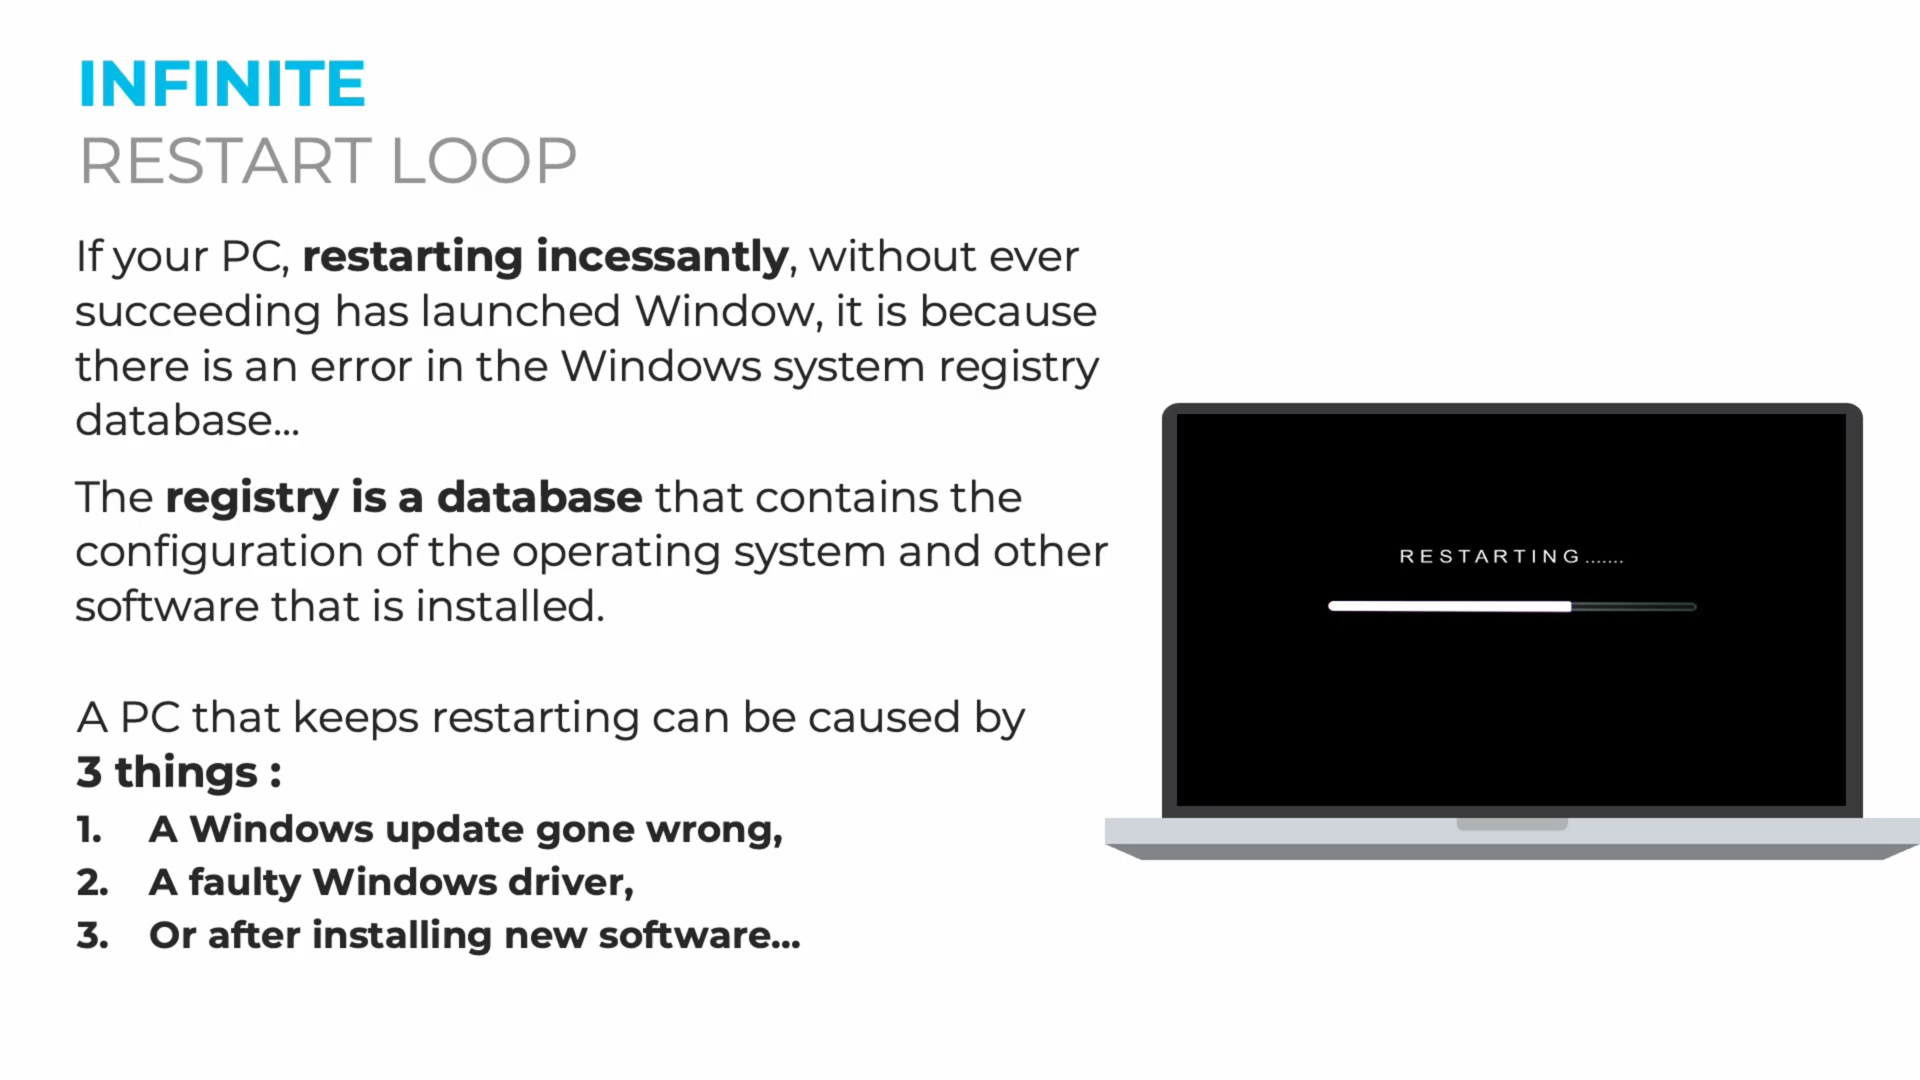 INFINITE
RESTART LOOP
If your PC, restarting incessantly, without ever
succeeding has launched Window, it is because
there is an error in the Windows system registry
database...
The registry is a database that contains the
configuration of the operating system and other
software that is installed.
A PC that keeps restarting can be caused by
3 things :
1. A Windows update gone wrong,
2. A faulty Windows driver,
3. Or after installing new software...
RESTARTING.......